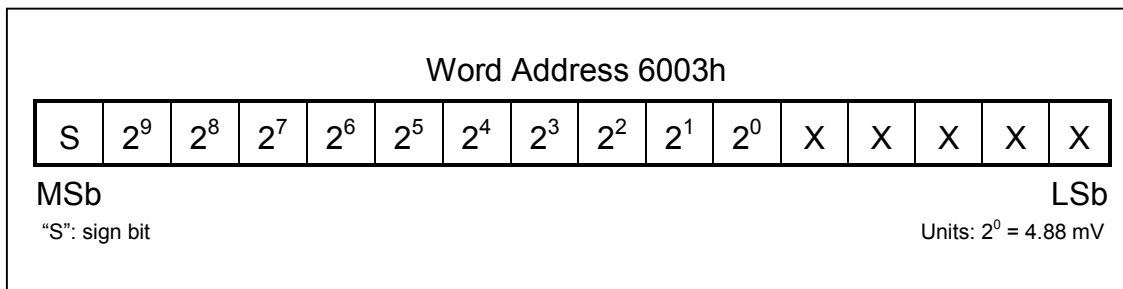 Word Address 6003h
S 2⁹ 2⁸ 2⁷ 2⁶ 2⁵ 2⁴ 2³ 2² 2¹ 2⁰ X X X X X
MSb LSb
“S”: sign bit Units: 2⁰ = 4.88 mV